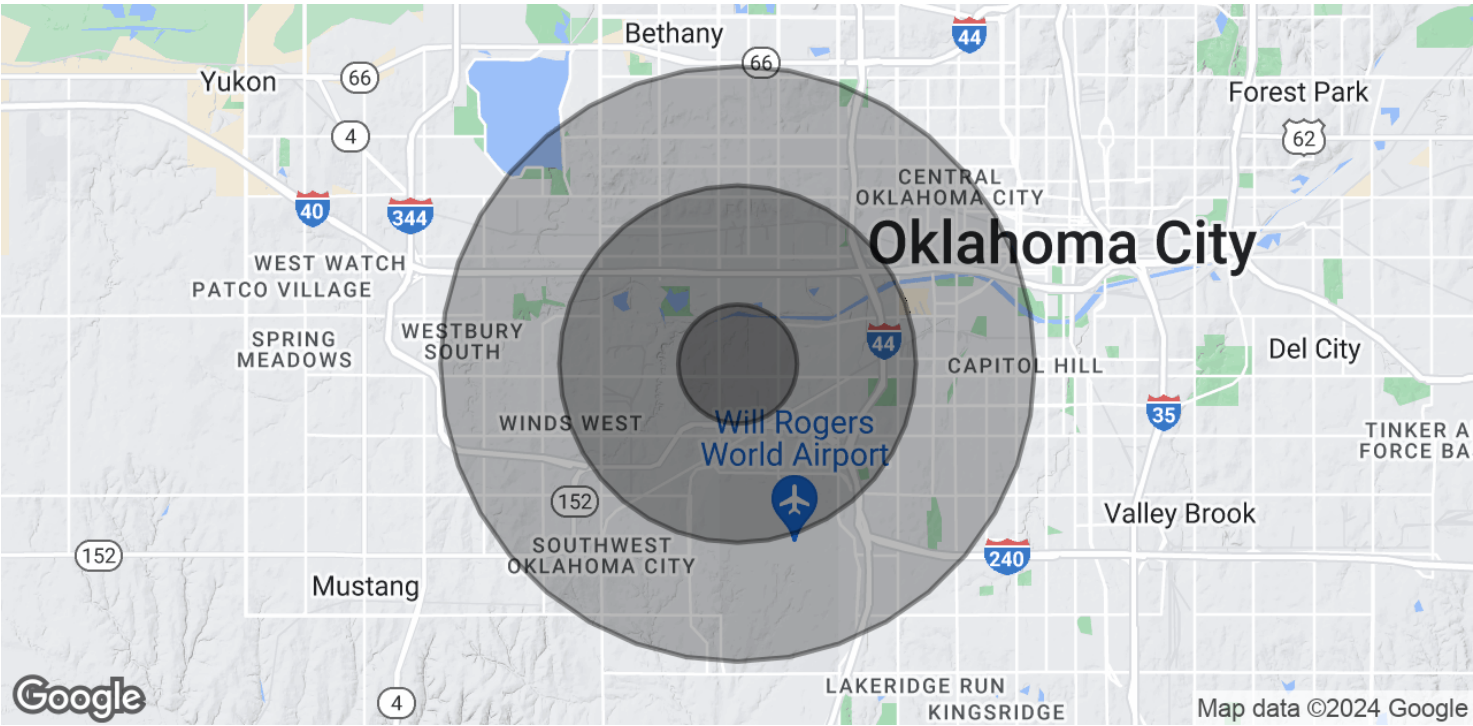 Bethany
44
66
Yukon
66
Forest Park
4
62
CENTRAL
OKLAHOMA CITY
40
344
Oklahoma City
WEST WATCH
PATCO VILLAGE
WESTBURY
SOUTH
SPRING
MEADOWS
44
Del City
CAPITOL HILL
35
WINDS WEST
Will Rogers
World Airport
TINKER A
FORCE BA
152
Valley Brook
SOUTHWEST
OKLAHOMA CITY
152
240
Mustang
LAKERIDGE RUN
KINGSRIDGE
4
Google
Map data ©2024 Google